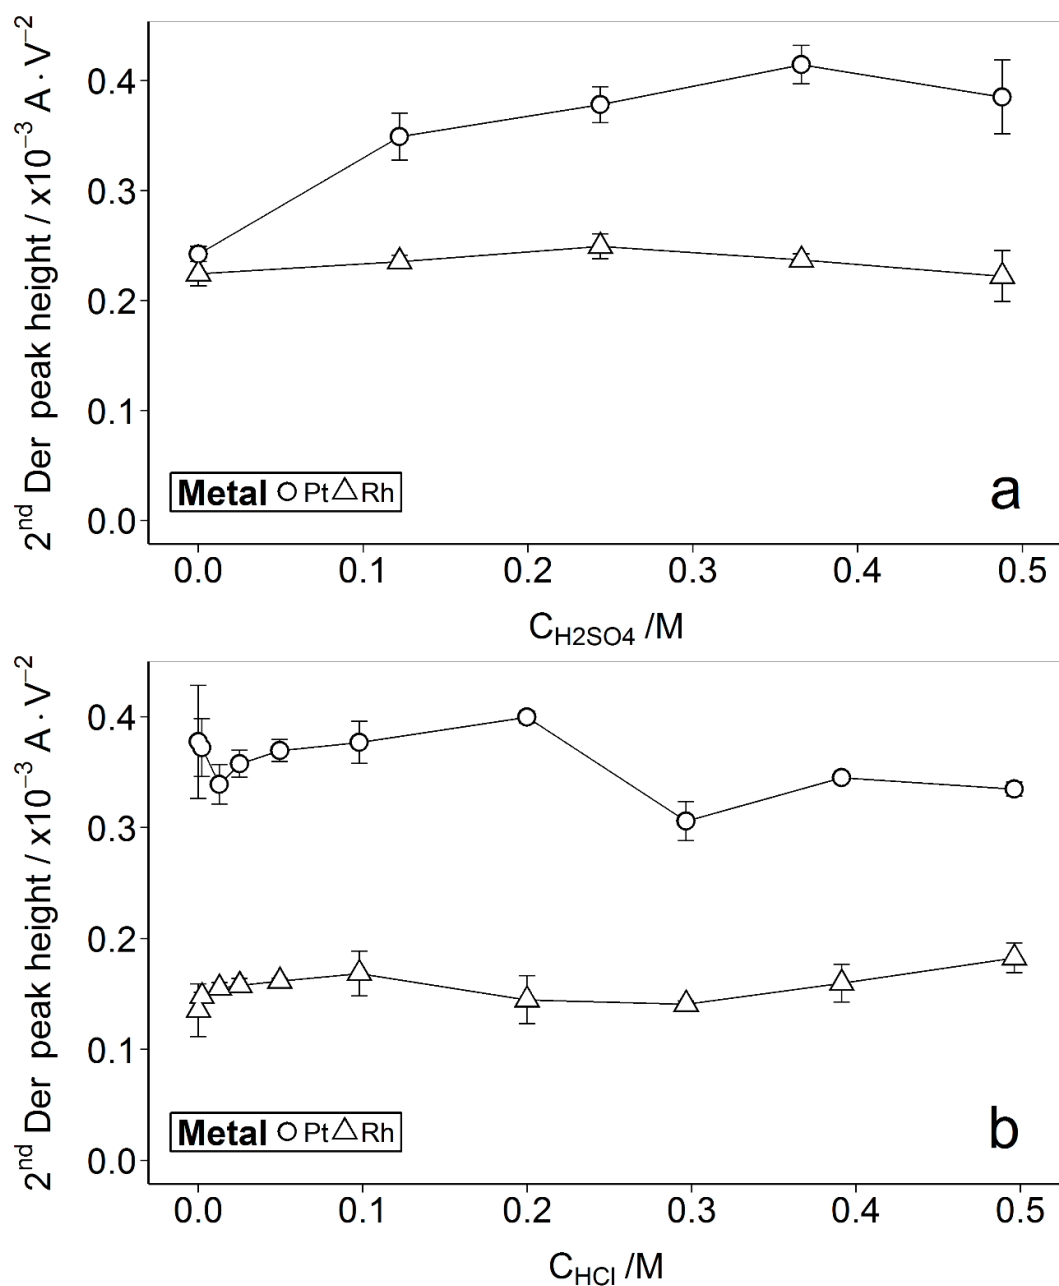 2nd Der peak height / x10−3 A · V−2
0.4
0.3
0.2
0.1
0.0
Metal Pt Rh
a
0.0 0.1 0.2 0.3 0.4 0.5
CH2SO4 /M
2nd Der peak height / x10−3 A · V−2
0.4
0.3
0.2
0.1
0.0
Metal Pt Rh
b
0.0 0.1 0.2 0.3 0.4 0.5
CHCl /M